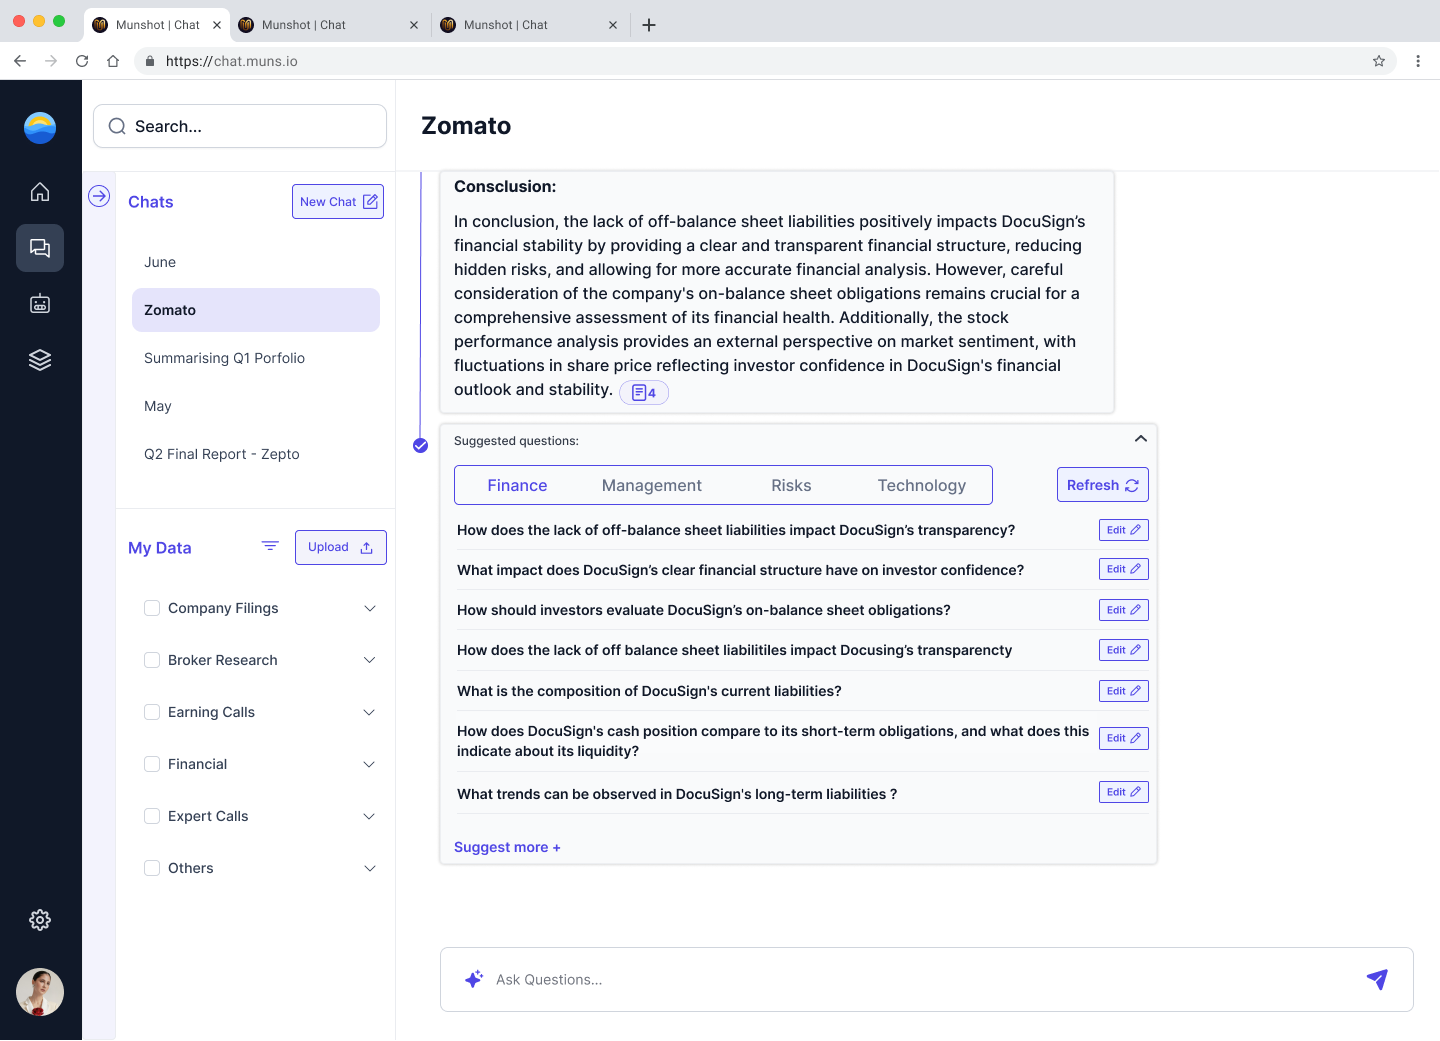 Munshot | Chat
Munshot | Chat
Munshot | Chat
https://chat.muns.io
Search...
Zomato
Chats
New Chat
June
Zomato
Summarising Q1 Porfolio
May
Q2 Final Report - Zepto
My Data
Upload
Company Filings
Broker Research
Earning Calls
Financial
Expert Calls
Others
Consclusion:
In conclusion, the lack of off-balance sheet liabilities positively impacts DocuSign’s
financial stability by providing a clear and transparent financial structure, reducing
hidden risks, and allowing for more accurate financial analysis. However, careful
consideration of the company's on-balance sheet obligations remains crucial for a
comprehensive assessment of its financial health. Additionally, the stock
performance analysis provides an external perspective on market sentiment, with
fluctuations in share price reflecting investor confidence in DocuSign's financial
outlook and stability. 4
Suggested questions:
Finance Management Risks Technology
Refresh
How does the lack of off-balance sheet liabilities impact DocuSign’s transparency? Edit
What impact does DocuSign’s clear financial structure have on investor confidence? Edit
How should investors evaluate DocuSign’s on-balance sheet obligations? Edit
How does the lack of off balance sheet liabilitiles impact Docusing’s transparencty Edit
What is the composition of DocuSign's current liabilities? Edit
How does DocuSign's cash position compare to its short-term obligations, and what does this
indicate about its liquidity? Edit
What trends can be observed in DocuSign's long-term liabilities ? Edit
Suggest more +
Ask Questions...